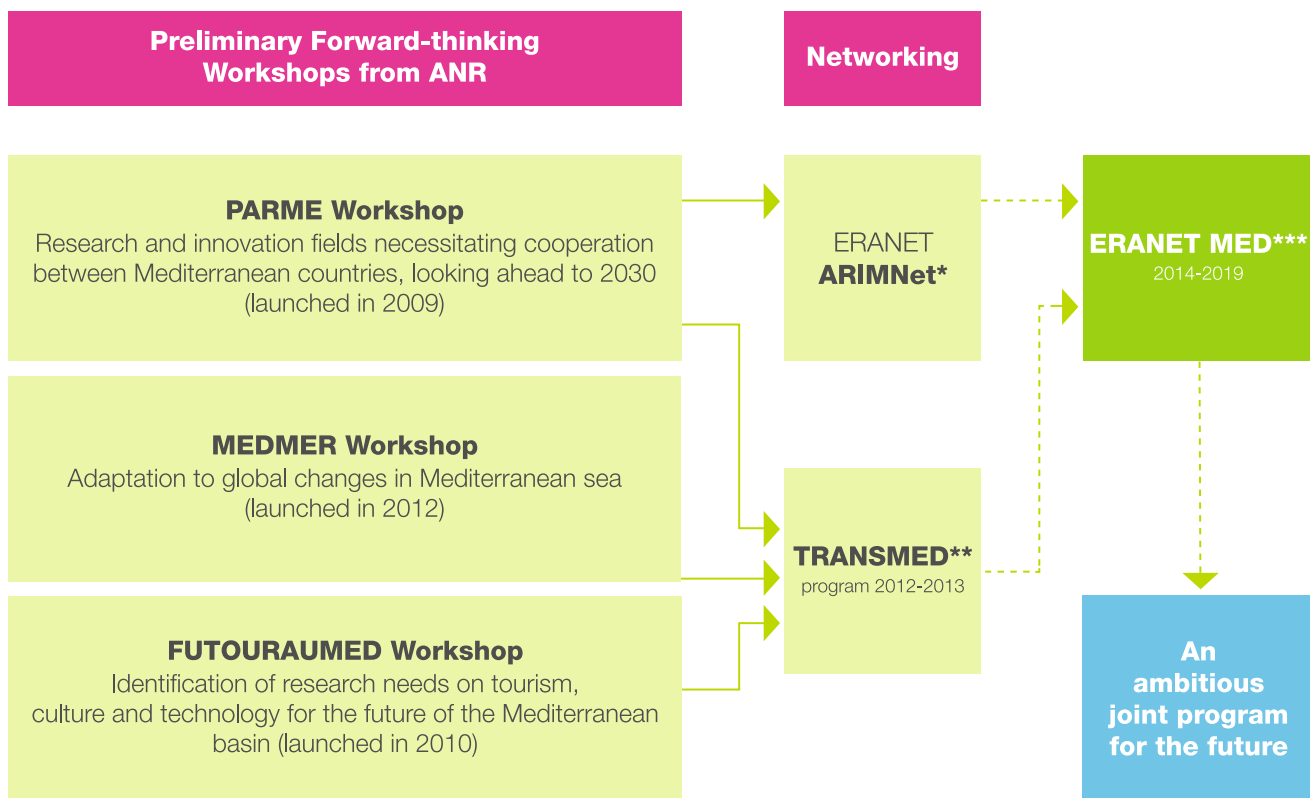 Preliminary Forward-thinking
Workshops from ANR
Networking
PARME Workshop
Research and innovation fields necessitating cooperation
between Mediterranean countries, looking ahead to 2030
(launched in 2009)
ERANET
ARIMNet*
ERANET MED***
2014-2019
MEDMER Workshop
Adaptation to global changes in Mediterranean sea
(launched in 2012)
TRANSMED**
program 2012-2013
FUTOURAUMED Workshop
Identification of research needs on tourism,
culture and technology for the future of the Mediterranean
basin (launched in 2010)
An
ambitious
joint program
for the future